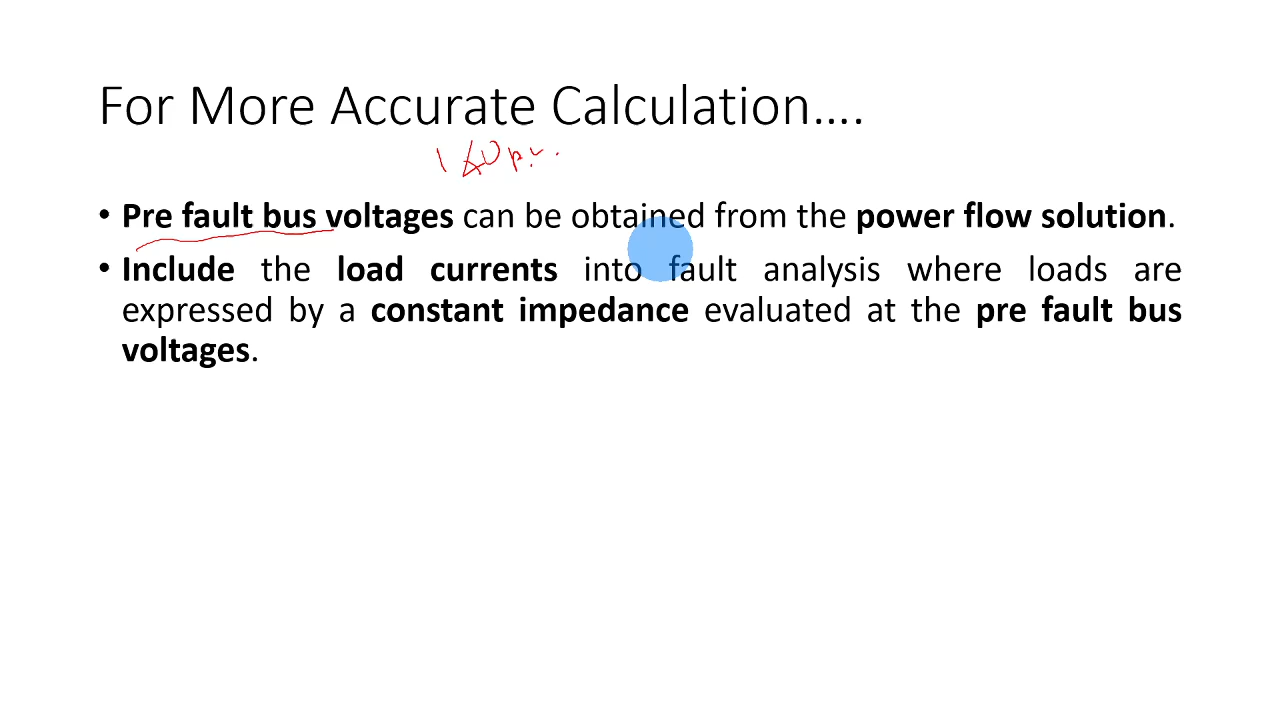 For More Accurate Calculation....
1∠0 p.u.
• Pre fault bus voltages can be obtained from the power flow solution.
• Include the load currents into fault analysis where loads are
expressed by a constant impedance evaluated at the pre fault bus
voltages.